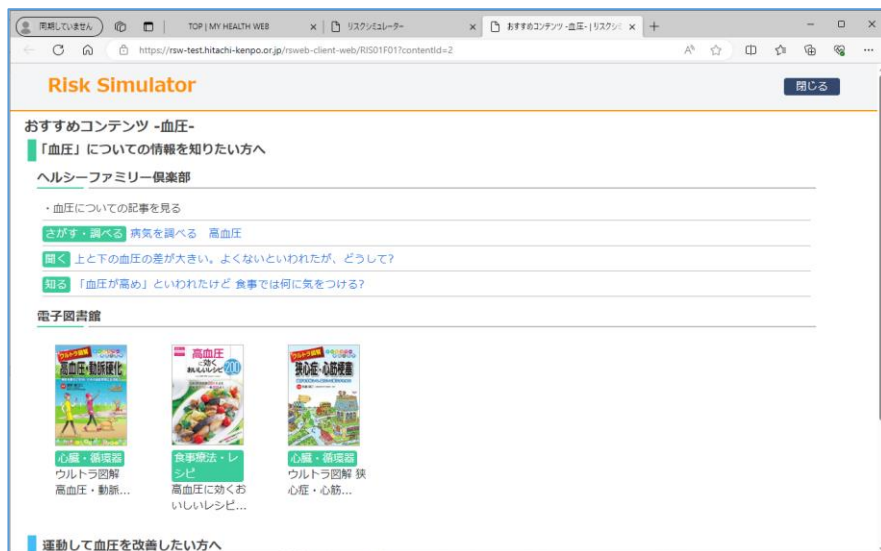 同期していません
TOP | MY HEALTH WEB
リスクシミュレーター
おすすめコンテンツ -血圧- | リスクシミ
https://rsw-test.hitachi-kenpo.or.jp/rsweb-client-web/RIS01F01?contentId=2
Risk Simulator
閉じる
おすすめコンテンツ -血圧-
「血圧」についての情報を知りたい方へ
ヘルシーファミリー倶楽部
・血圧についての記事を見る
さがす・調べる 病気を調べる 高血圧
聞く 上と下の血圧の差が大きい。よくないといわれたが、どうして?
知る 「血圧が高め」といわれたけど 食事では何に気をつける?
電子図書館
ウルトラ図解
高血圧・動脈硬化
高血圧
に効く
おいしいレシピ
200
ウルトラ図解
狭心症・心筋梗塞
心臓・循環器
ウルトラ図解
高血圧・動脈...
食事療法・レ
シピ
高血圧に効くお
いしいレシピ...
心臓・循環器
ウルトラ図解 狭
心症・心筋...
運動して血圧を改善したい方へ